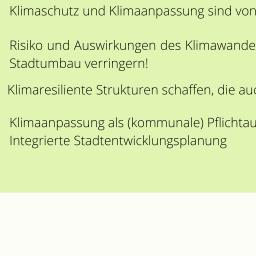 Klimaschutz und Klimaanpassung sind von
Risiko und Auswirkungen des Klimawande
Stadtumbau verringern!
Klimaresiliente Strukturen schaffen, die au
Klimaanpassung als (kommunale) Pflichtau
Integrierte Stadtentwicklungsplanung